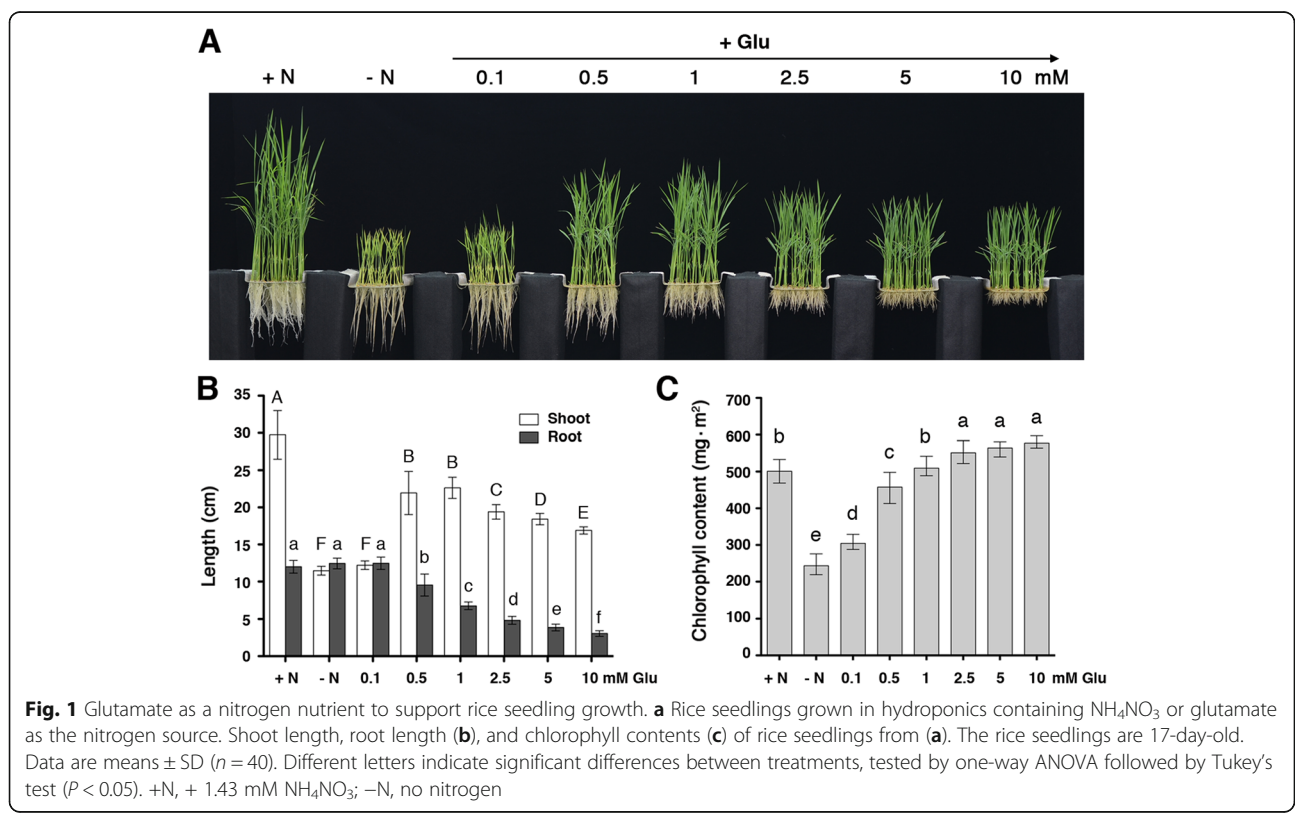 A
+ Glu
+ N - N 0.1 0.5 1 2.5 5 10 mM
B
35
30
25
20
15
10
5
0
Length (cm)
Shoot
Root
A a F a F a B b B c C d D e E f
+ N - N 0.1 0.5 1 2.5 5 10 mM Glu
C
700
600
500
400
300
200
100
0
Chlorophyll content (mg·m²)
b e d c b a a a
+ N - N 0.1 0.5 1 2.5 5 10 mM Glu
Fig. 1 Glutamate as a nitrogen nutrient to support rice seedling growth. a Rice seedlings grown in hydroponics containing NH₄NO₃ or glutamate
as the nitrogen source. Shoot length, root length (b), and chlorophyll contents (c) of rice seedlings from (a). The rice seedlings are 17-day-old.
Data are means ± SD (n = 40). Different letters indicate significant differences between treatments, tested by one-way ANOVA followed by Tukey's
test (P < 0.05). +N, + 1.43 mM NH₄NO₃; −N, no nitrogen